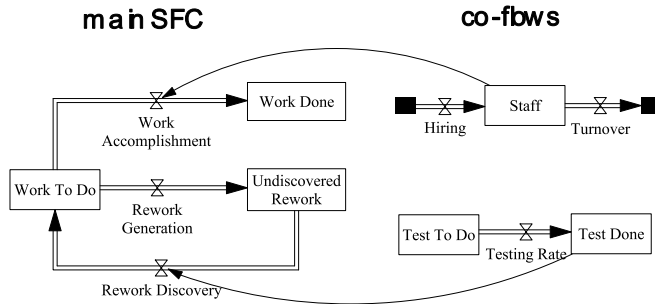 main SFC
co-flows
Work Done
Work
Accomplishment
Staff
Hiring
Turnover
Work To Do
Undiscovered
Rework
Rework
Generation
Test To Do
Test Done
Testing Rate
Rework Discovery